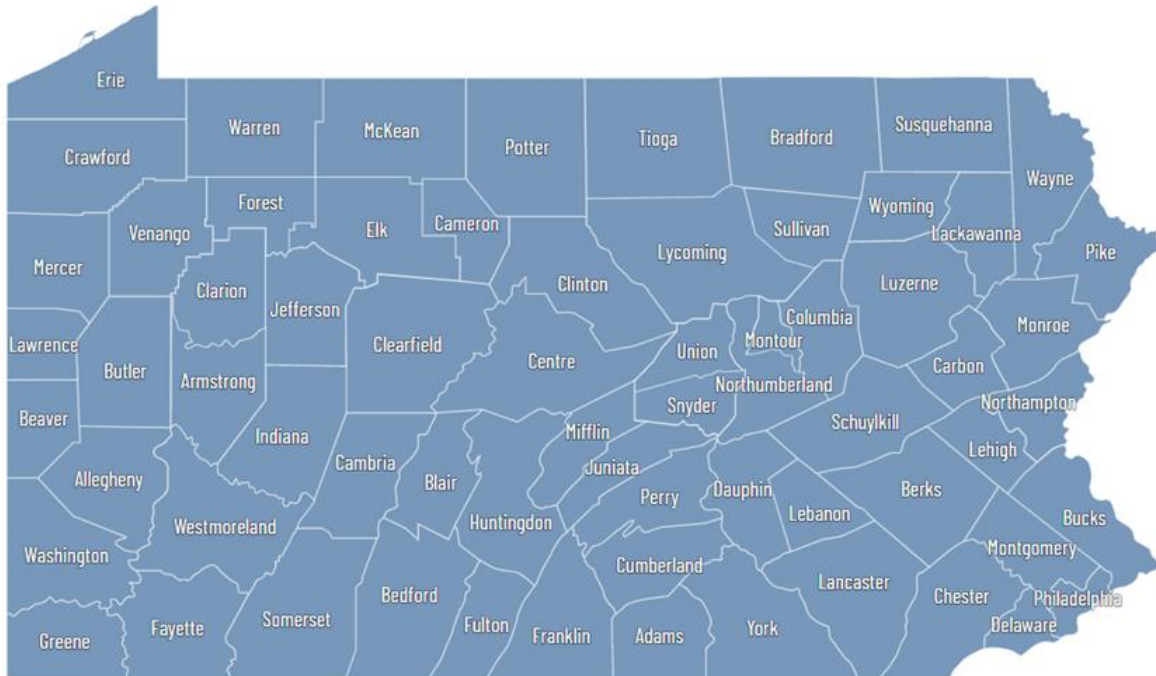 Erie
Warren
McKean
Potter
Tioga
Bradford
Susquehanna
Crawford
Wayne
Forest
Venango
Elk
Cameron
Wyoming
Sullivan
Lackawanna
Mercer
Lycoming
Pike
Clarion
Clinton
Luzerne
Jefferson
Columbia
Monroe
Lawrence
Clearfield
Montour
Union
Centre
Carbon
Butler
Armstrong
Northumberland
Beaver
Snyder
Northampton
Schuylkill
Indiana
Mifflin
Lehigh
Cambria
Juniata
Allegheny
Blair
Perry
Dauphin
Berks
Lebanon
Bucks
Westmoreland
Huntingdon
Washington
Montgomery
Cumberland
Lancaster
Bedford
Chester
Philadelphia
Somerset
Fayette
Fulton
Delaware
Greene
Franklin
Adams
York